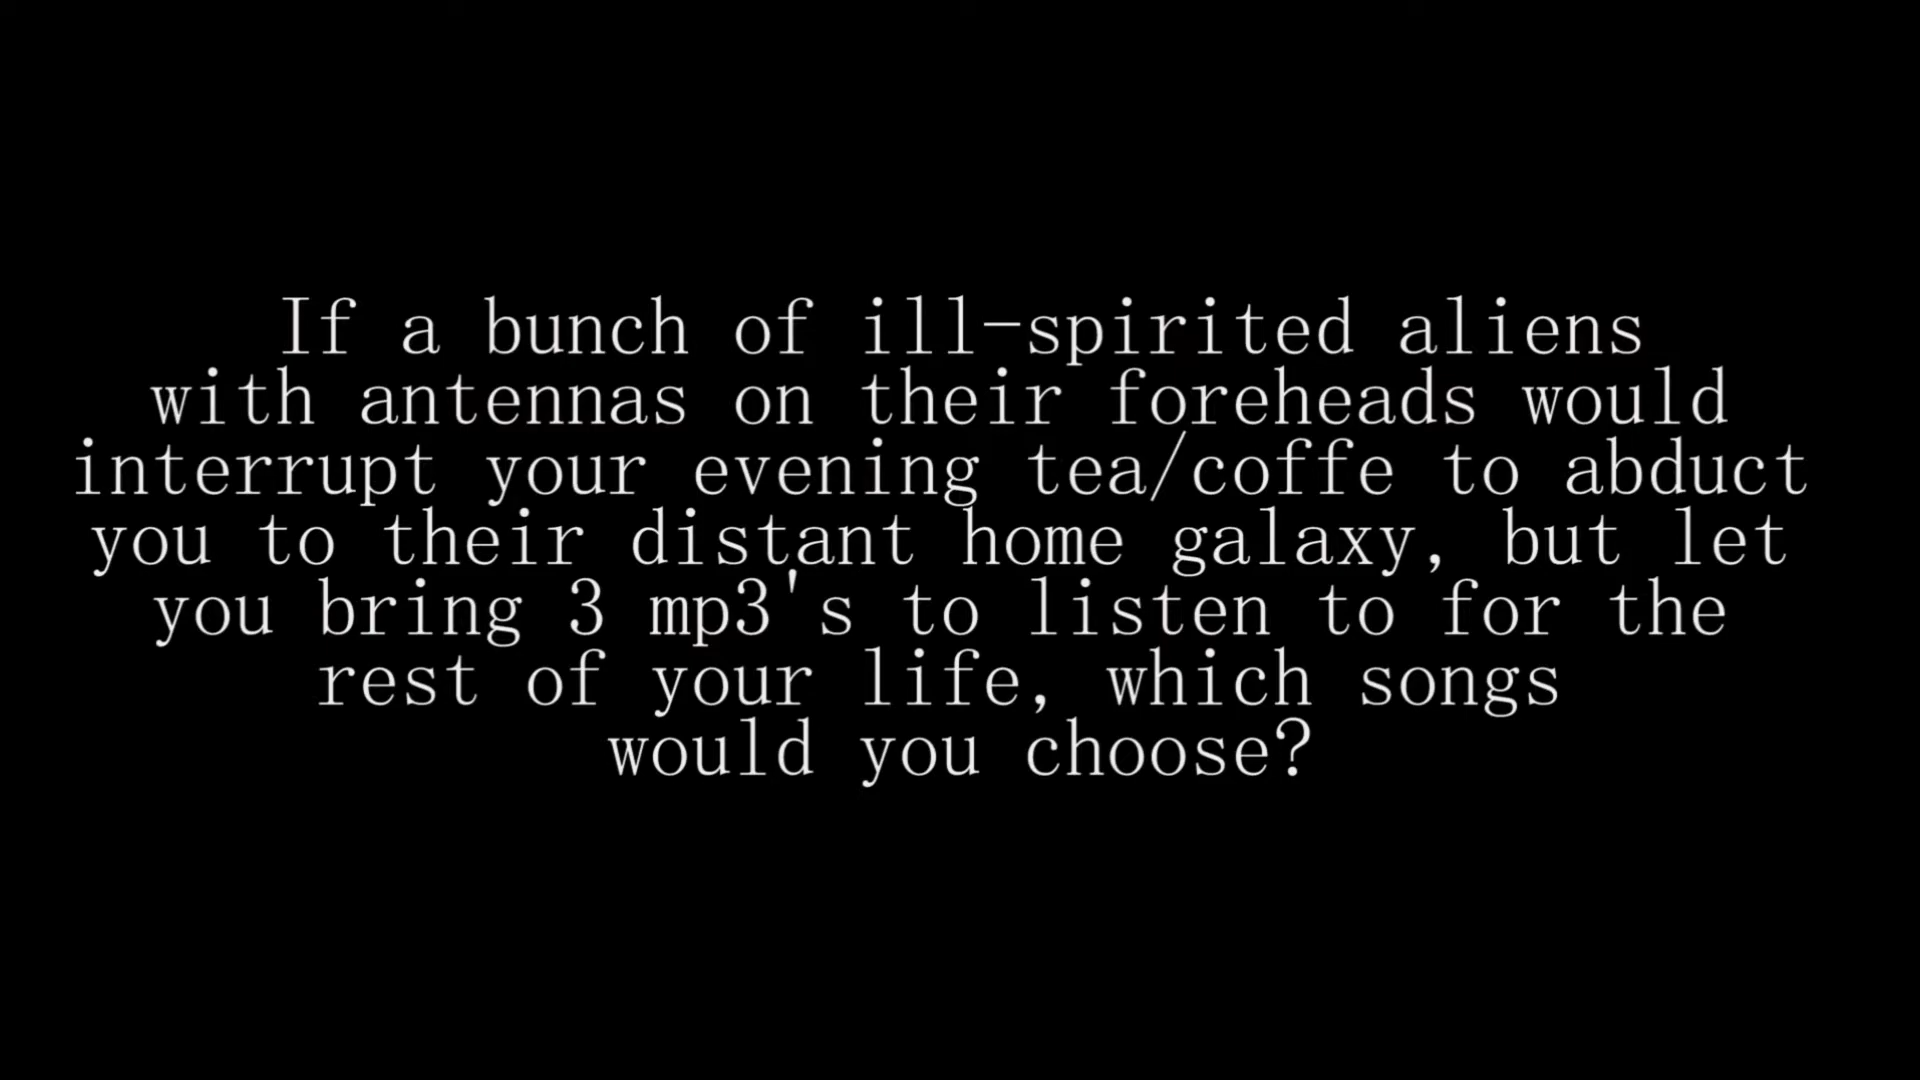 If a bunch of ill-spirited aliens
with antennas on their foreheads would
interrupt your evening tea/coffe to abduct
you to their distant home galaxy, but let
you bring 3 mp3's to listen to for the
rest of your life, which songs
would you choose?